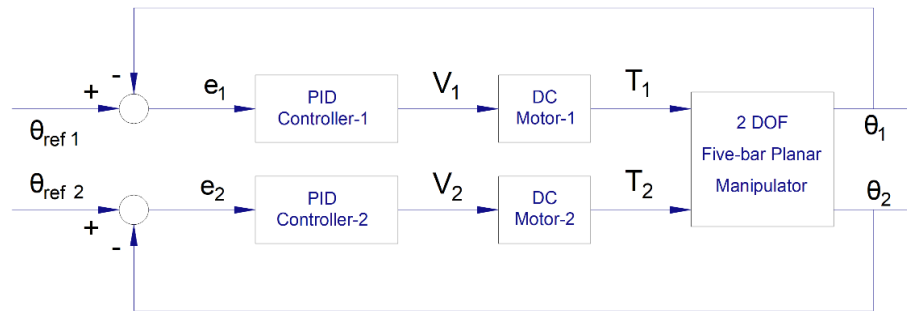 - 
+ e₁ PID Controller-1 V₁ DC Motor-1 T₁
θref 1
2 DOF
Five-bar Planar
Manipulator
θ₁
θref 2
+ e₂ PID Controller-2 V₂ DC Motor-2 T₂
θ₂
-